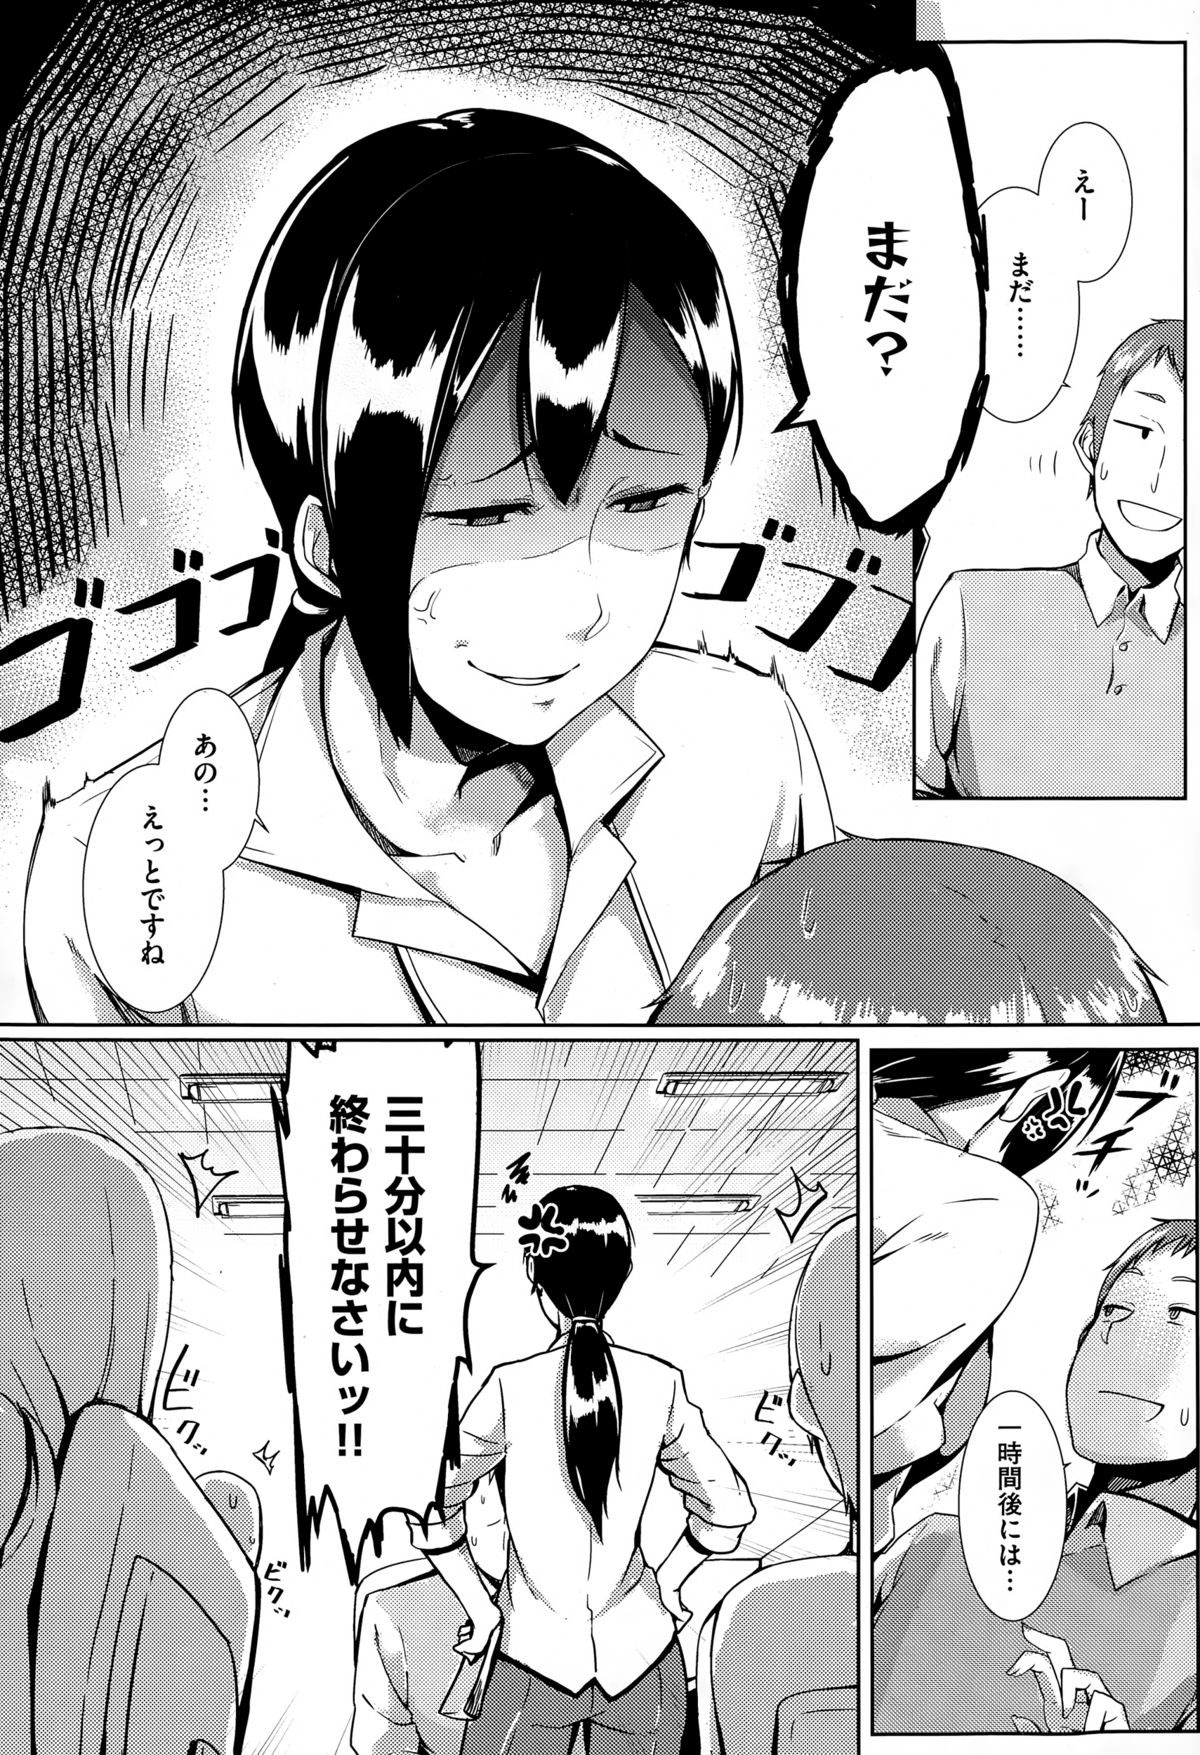 えー
まだ……
まだ?
ゴゴゴ
ゴゴゴ
あの…
えっとですね
ブチッ
一時間後には…
三十分以内に
終わらせなさいッ!!
ビクッ
ビクッ
ビクッ